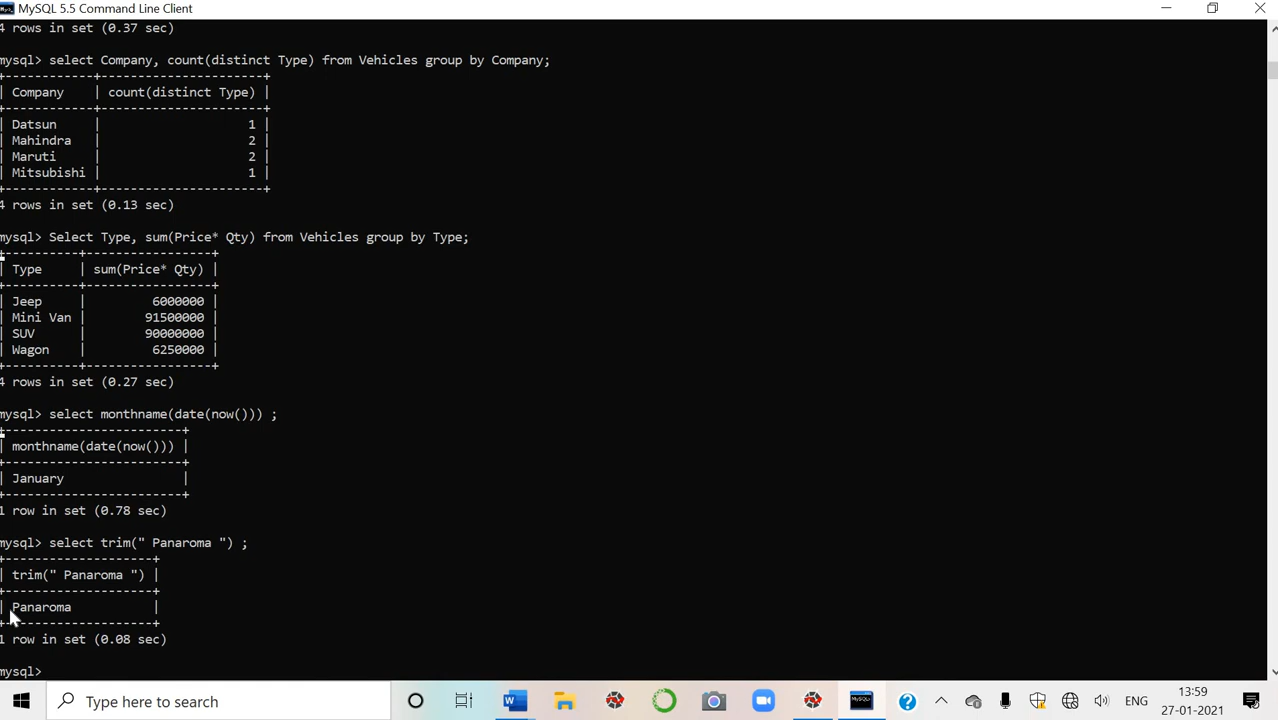 MySQL 5.5 Command Line Client
4 rows in set (0.37 sec)
mysql> select Company, count(distinct Type) from Vehicles group by Company;
+------------+----------------------+
| Company    | count(distinct Type) |
+------------+----------------------+
| Datsun     |                    1 |
| Mahindra   |                    2 |
| Maruti     |                    2 |
| Mitsubishi |                    1 |
+------------+----------------------+
4 rows in set (0.13 sec)
mysql> Select Type, sum(Price* Qty) from Vehicles group by Type;
+----------+-----------------+
| Type     | sum(Price* Qty) |
+----------+-----------------+
| Jeep     |         6000000 |
| Mini Van |        91500000 |
| SUV      |        90000000 |
| Wagon    |         6250000 |
+----------+-----------------+
4 rows in set (0.27 sec)
mysql> select monthname(date(now())) ;
+------------------------+
| monthname(date(now())) |
+------------------------+
| January                |
+------------------------+
1 row in set (0.78 sec)
mysql> select trim(" Panaroma ") ;
+--------------------+
| trim(" Panaroma ") |
+--------------------+
| Panaroma           |
+--------------------+
1 row in set (0.08 sec)
mysql>
Type here to search
ENG
13:59
27-01-2021